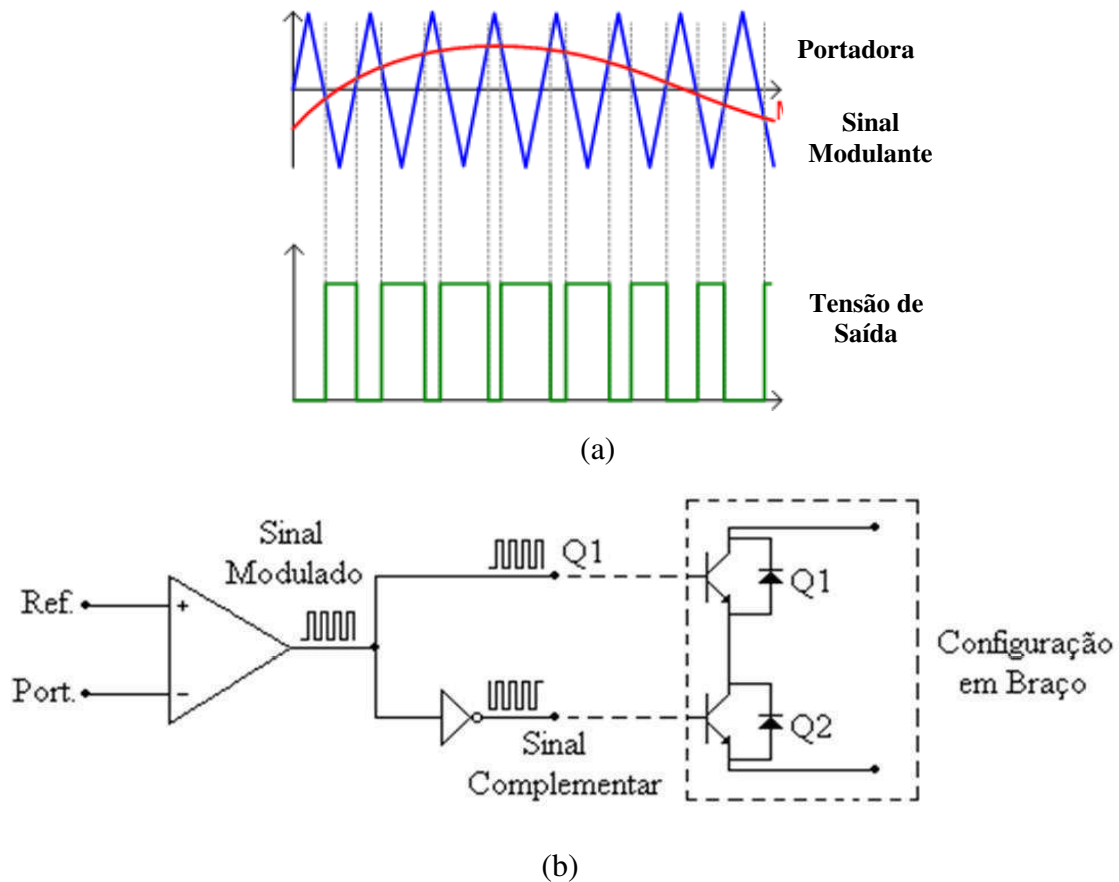 Portadora
Sinal
Modulante
Tensão de
Saída
(a)
Sinal
Modulado
Q1
Ref.
+
Port.
-
Q1
Configuração
em Braço
Q2
Sinal
Complementar
(b)